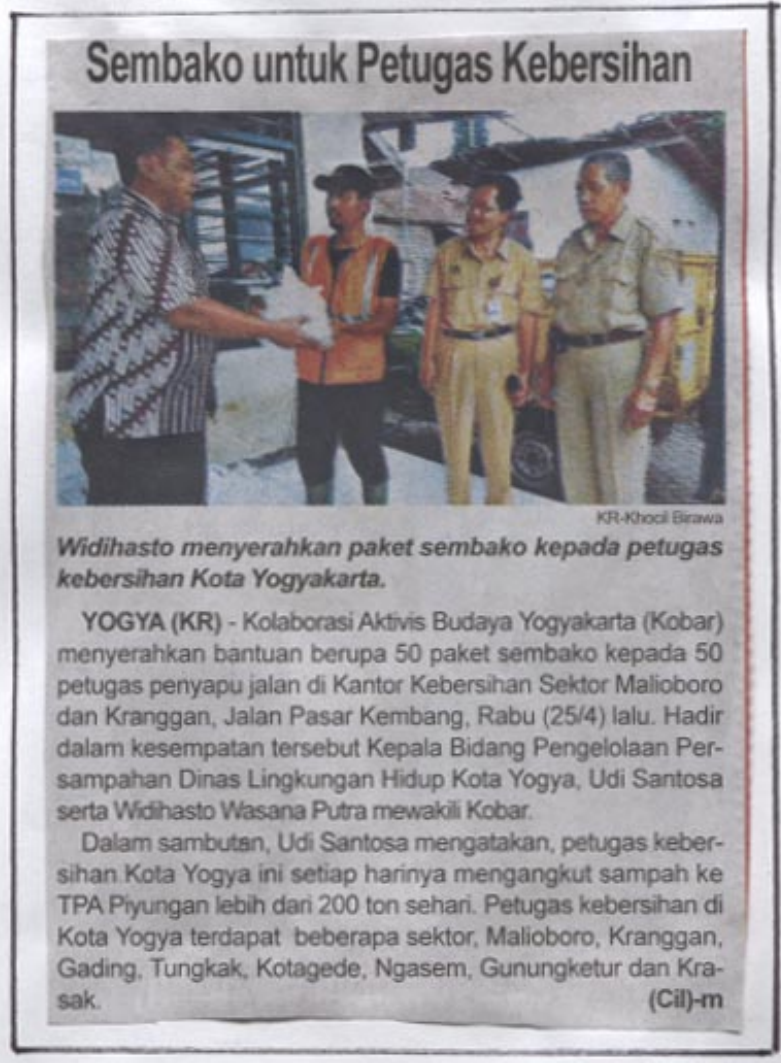 Sembako untuk Petugas Kebersihan
KR-Khocil Birawa
Widihasto menyerahkan paket sembako kepada petugas
kebersihan Kota Yogyakarta.
YOGYA (KR) - Kolaborasi Aktivis Budaya Yogyakarta (Kobar)
menyerahkan bantuan berupa 50 paket sembako kepada 50
petugas penyapu jalan di Kantor Kebersihan Sektor Malioboro
dan Kranggan, Jalan Pasar Kembang, Rabu (25/4) lalu. Hadir
dalam kesempatan tersebut Kepala Bidang Pengelolaan Per-
sampahan Dinas Lingkungan Hidup Kota Yogya, Udi Santosa
serta Widihasto Wasana Putra mewakili Kobar.
Dalam sambutan, Udi Santosa mengatakan, petugas keber-
sihan Kota Yogya ini setiap harinya mengangkut sampah ke
TPA Piyungan lebih dari 200 ton sehari. Petugas kebersihan di
Kota Yogya terdapat beberapa sektor, Malioboro, Kranggan,
Gading, Tungkak, Kotagede, Ngasem, Gunungketur dan Kra-
sak. (Cil)-m